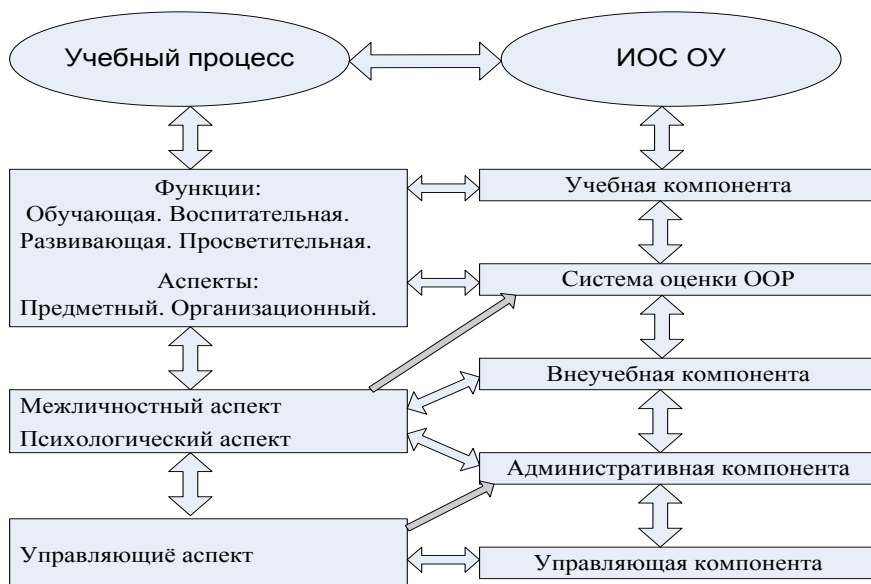 Учебный процесс
ИОС ОУ
Функции:
Обучающая. Воспитательная.
Развивающая. Просветительная.
Аспекты:
Предметный. Организационный.
Межличностный аспект
Психологический аспект
Управляющиё аспект
Учебная компонента
Система оценки ООР
Внеучебная компонента
Административная компонента
Управляющая компонента